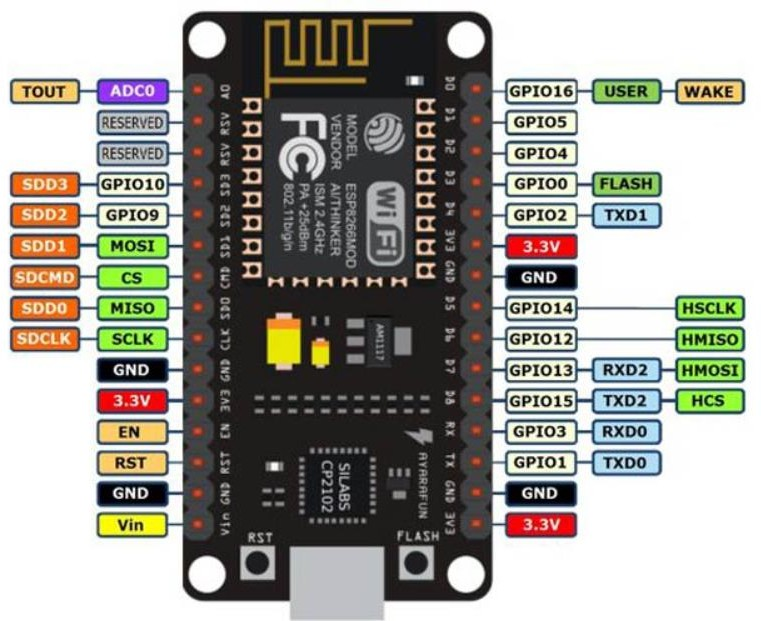 TOUT ADC0 A0 D0 GPIO16 USER WAKE
RESERVED RSV D1 GPIO5
RESERVED RSV D2 GPIO4
SDD3 GPIO10 SD3 D3 GPIO0 FLASH
SDD2 GPIO9 SD2 D4 GPIO2 TXD1
SDD1 MOSI SD1 3V3 3.3V
SDCMD CS CMD GND GND
SDD0 MISO SD0 D5 GPIO14 HSCLK
SDCLK SCLK CLK D6 GPIO12 HMISO
GND GND D7 GPIO13 RXD2 HMOSI
3.3V 3V3 D8 GPIO15 TXD2 HCS
EN EN RX GPIO3 RXD0
RST RST TX GPIO1 TXD0
GND GND GND GND
Vin Vin 3V3 3.3V
MODEL ESP8266MOD
VENDOR AI/THINKER
ISM 2.4GHz
PA +25dBm
802.11b/g/n
FC
Wi Fi
AM1117
SILABS
CP2102
AYARAFUN
RST
FLASH